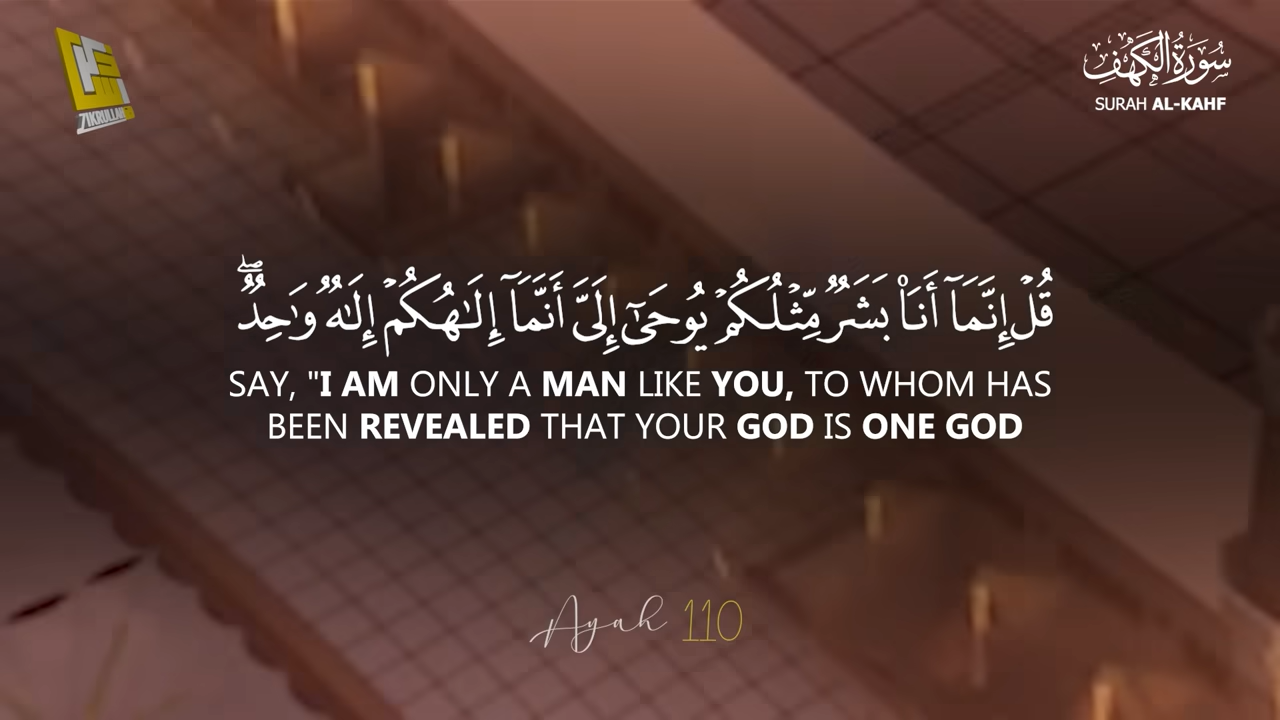 ZIKRULLAH
سُورَةُ الْكَهْفِ
SURAH AL-KAHF
قُلْ إِنَّمَآ أَنَا۠ بَشَرٌ مِّثْلُكُمْ يُوحَىٰٓ إِلَىَّ أَنَّمَآ إِلَـٰهُكُمْ إِلَـٰهٌ وَٰحِدٌ ۖ
SAY, "I AM ONLY A MAN LIKE YOU, TO WHOM HAS
BEEN REVEALED THAT YOUR GOD IS ONE GOD
Ayah 110